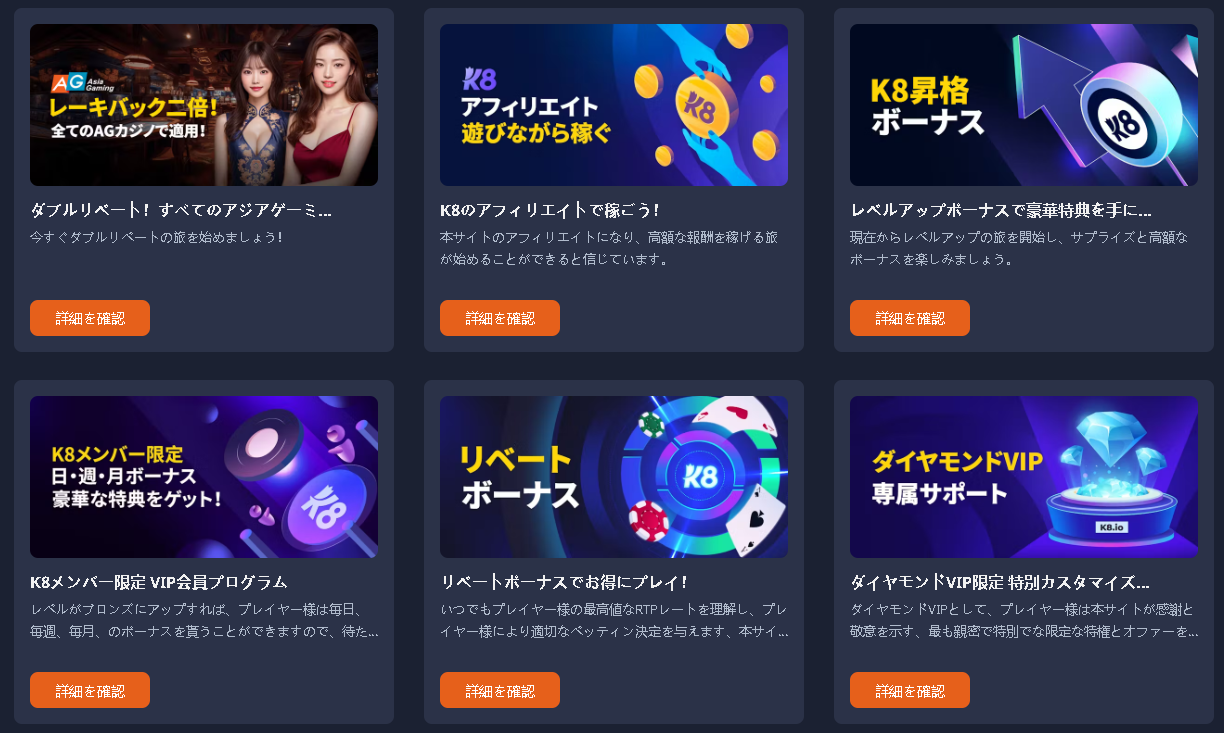 AG Asia Gaming
レーキバック二倍!
全てのAGカジノで適用!
ダブルリベート! すべてのアジアゲーミ...
今すぐダブルリベートの旅を始めましょう!
詳細を確認
K8
アフィリエイト
遊びながら稼ぐ
K8
K8のアフィリエイトで稼ごう!
本サイトのアフィリエイトになり、高額な報酬を稼げる旅
が始めることができると信じています。
詳細を確認
K8昇格
ボーナス
K8
レベルアップボーナスで豪華特典を手に...
現在からレベルアップの旅を開始し、サプライズと高額な
ボーナスを楽しみましょう。
詳細を確認
K8メンバー限定
日・週・月ボーナス
豪華な特典をゲット!
K8
K8メンバー限定 VIP会員プログラム
レベルがブロンズにアップすれば、プレイヤー様は毎日、
毎週、毎月、のボーナスを貰うことができますので、待た...
詳細を確認
リベート
ボーナス
K8
リベートボーナスでお得にプレイ!
いつでもプレイヤー様の最高値なRTPレートを理解し、プレ
イヤー様により適切なベッティン決定を与えます、本サイ...
詳細を確認
ダイヤモンドVIP
専属サポート
K8.io
ダイヤモンドVIP限定 特別カスタマイズ...
ダイヤモンドVIPとして、プレイヤー様は本サイトが感謝と
敬意を示す、最も親密で特別でな限定な特権とオファーを...
詳細を確認